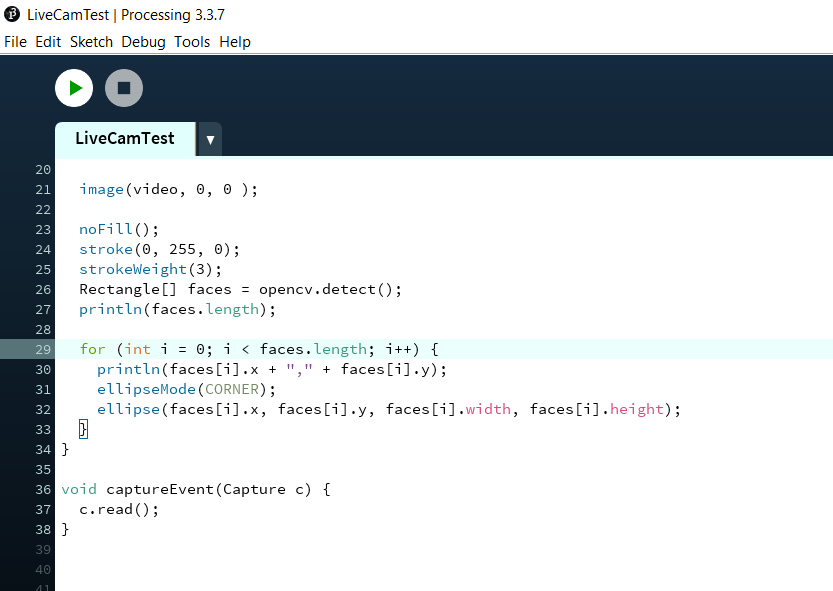 LiveCamTest | Processing 3.3.7
File Edit Sketch Debug Tools Help
LiveCamTest ▼
20
21 image(video, 0, 0 );
22
23 noFill();
24 stroke(0, 255, 0);
25 strokeWeight(3);
26 Rectangle[] faces = opencv.detect();
27 println(faces.length);
28
29 for (int i = 0; i < faces.length; i++) {
30 println(faces[i].x + "," + faces[i].y);
31 ellipseMode(CORNER);
32 ellipse(faces[i].x, faces[i].y, faces[i].width, faces[i].height);
33 }
34 }
35
36 void captureEvent(Capture c) {
37 c.read();
38 }
39
40
41